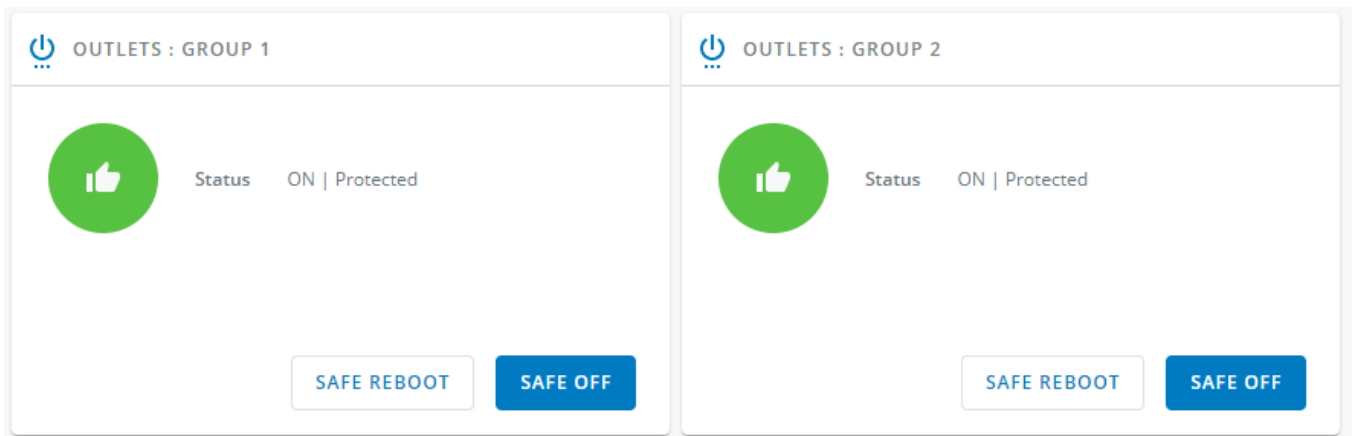 OUTLETS : GROUP 1
Status ON | Protected
SAFE REBOOT SAFE OFF
OUTLETS : GROUP 2
Status ON | Protected
SAFE REBOOT SAFE OFF